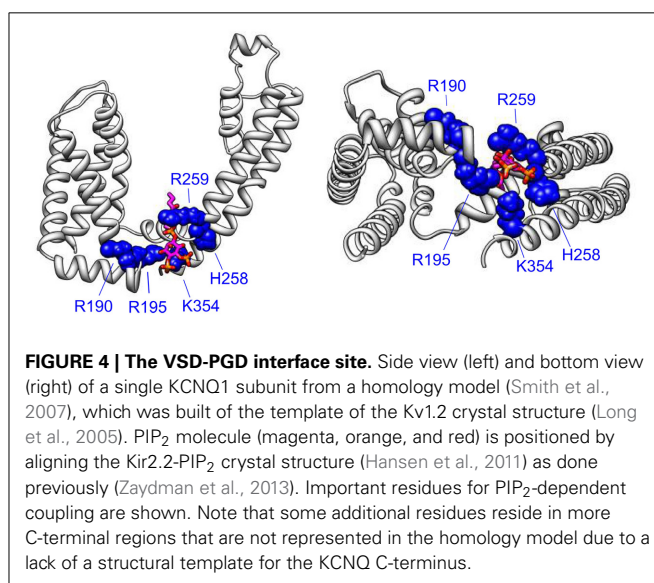 R259
R190
R195
K354
H258
R190
R259
R195
K354
H258
FIGURE 4 | The VSD-PGD interface site. Side view (left) and bottom view
(right) of a single KCNQ1 subunit from a homology model (Smith et al.,
2007), which was built of the template of the Kv1.2 crystal structure (Long
et al., 2005). PIP₂ molecule (magenta, orange, and red) is positioned by
aligning the Kir2.2-PIP₂ crystal structure (Hansen et al., 2011) as done
previously (Zaydman et al., 2013). Important residues for PIP₂-dependent
coupling are shown. Note that some additional residues reside in more
C-terminal regions that are not represented in the homology model due to a
lack of a structural template for the KCNQ C-terminus.